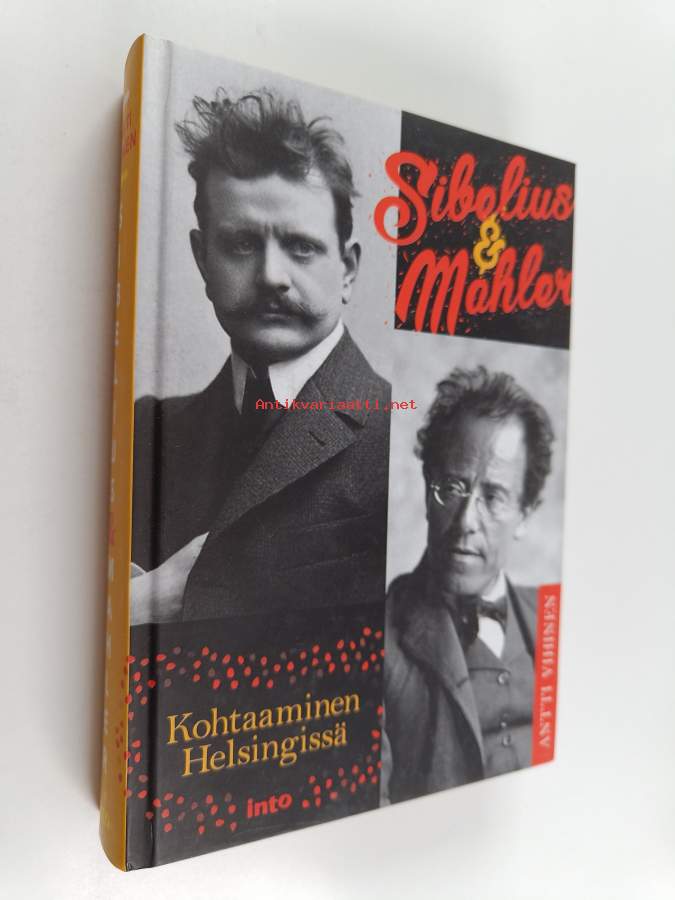 Sibelius
&
Mahler
Antikvariaatti.net
ANTTI VIHINEN
Kohtaaminen
Helsingissä
into